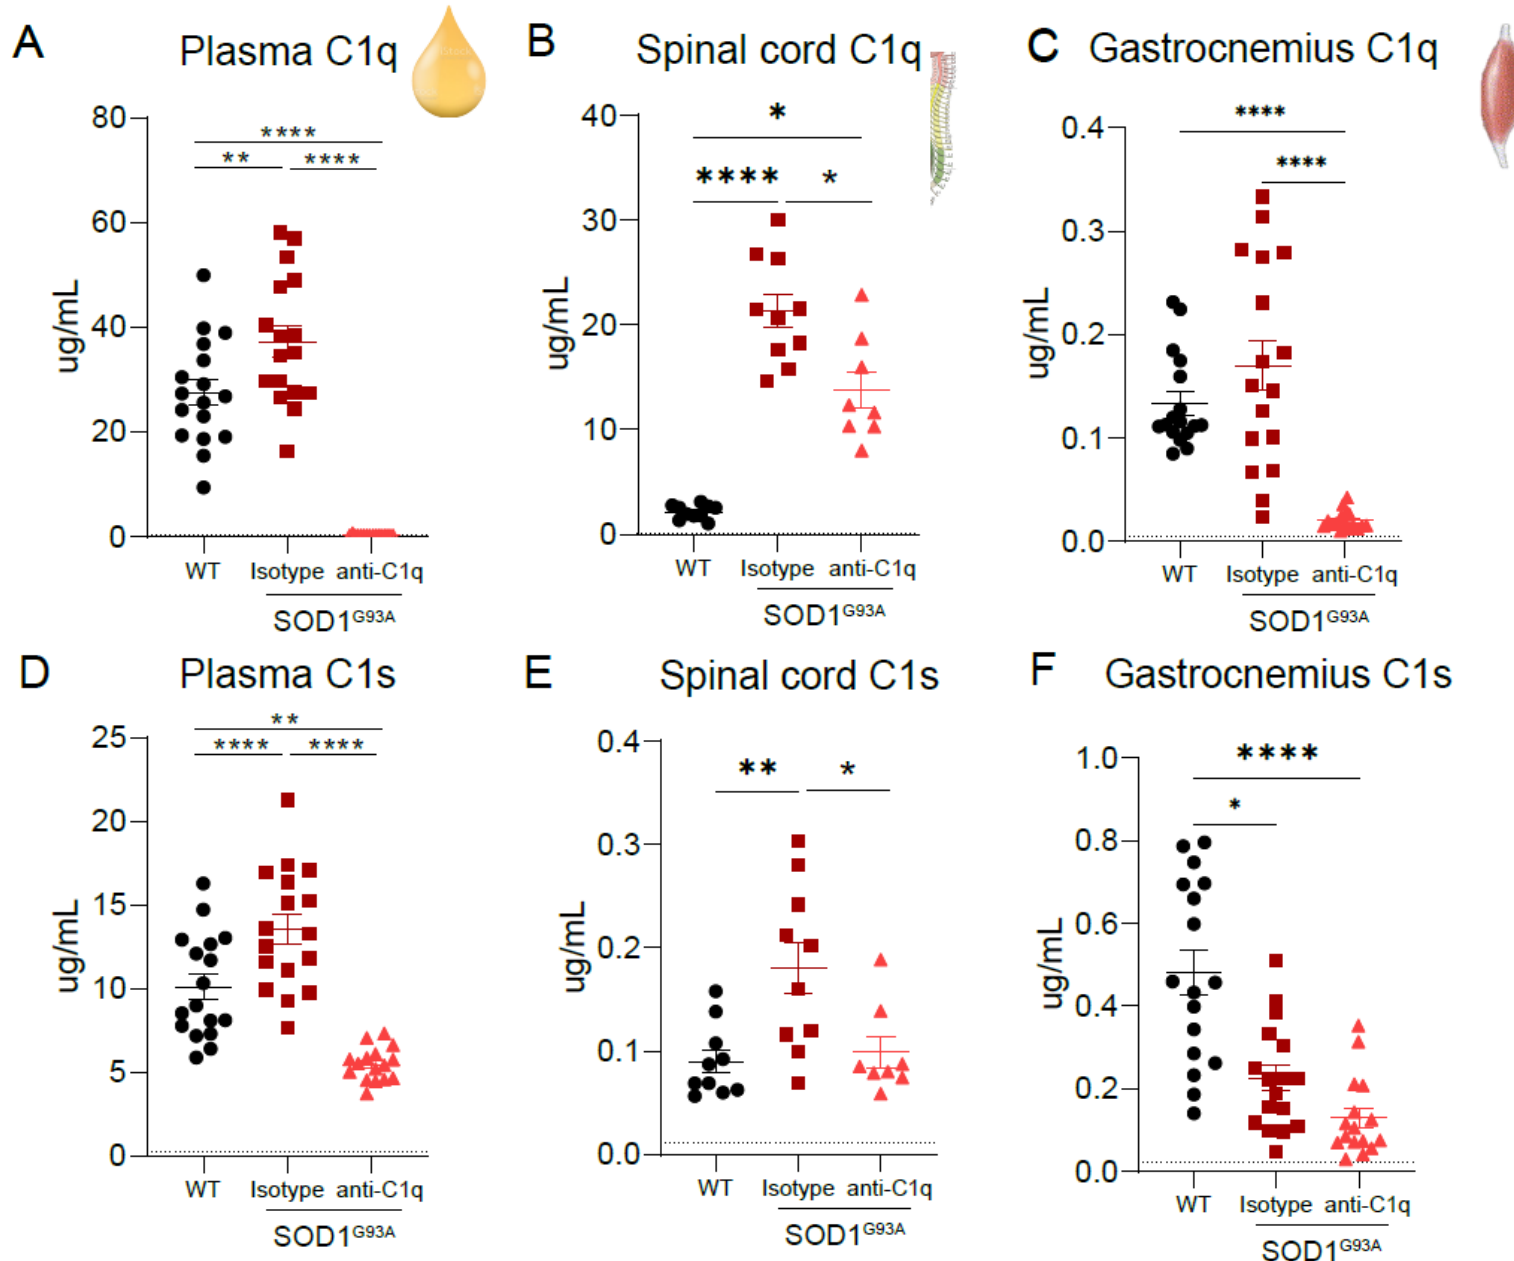 A Plasma C1q
80
60
40
20
0
ug/mL
****
** ****
WT Isotype anti-C1q
SOD1G93A
B Spinal cord C1q
40
30
20
10
0
ug/mL
*
**** *
WT Isotype anti-C1q
SOD1G93A
C Gastrocnemius C1q
0.4
0.3
0.2
0.1
0.0
ug/mL
****
****
WT Isotype anti-C1q
SOD1G93A
D Plasma C1s
25
20
15
10
5
0
ug/mL
**
**** ****
WT Isotype anti-C1q
SOD1G93A
E Spinal cord C1s
0.4
0.3
0.2
0.1
0.0
ug/mL
** *
WT Isotype anti-C1q
SOD1G93A
F Gastrocnemius C1s
1.0
0.8
0.6
0.4
0.2
0.0
ug/mL
****
*
WT Isotype anti-C1q
SOD1G93A